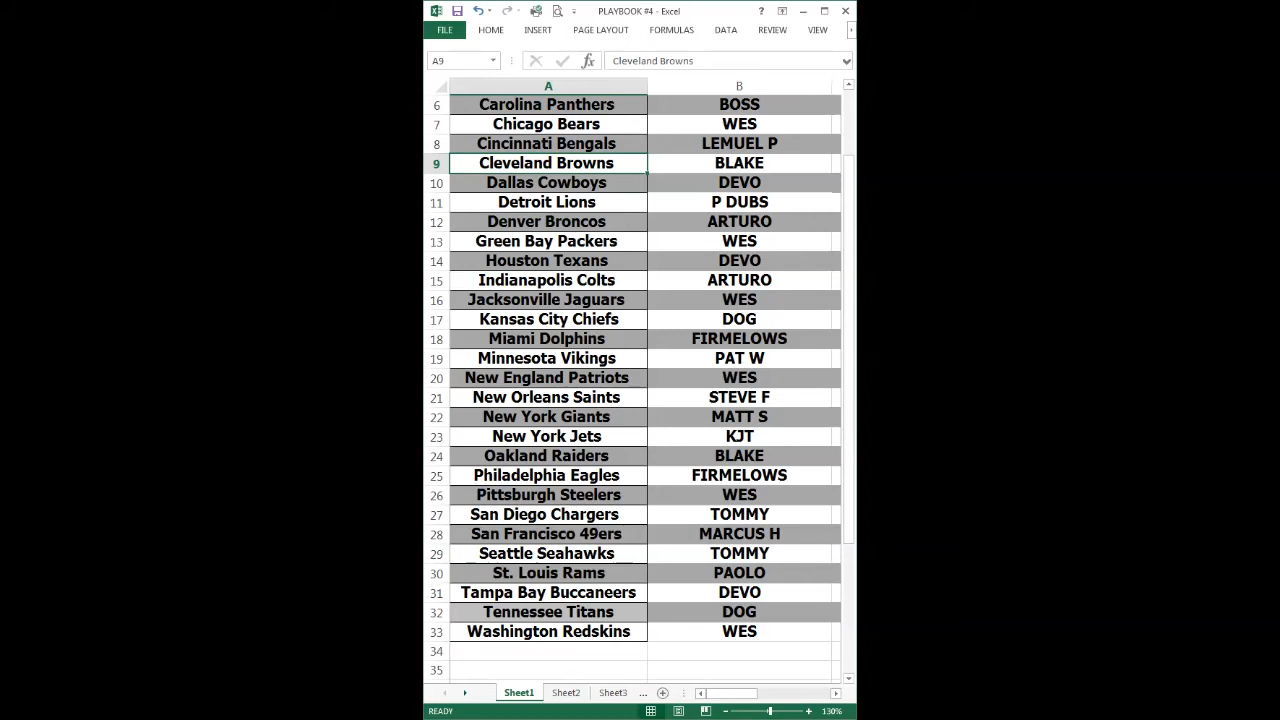 PLAYBOOK #4 - Excel
?
FILE HOME INSERT PAGE LAYOUT FORMULAS DATA REVIEW VIEW
A9 fx Cleveland Browns
A B
6 Carolina Panthers BOSS
7 Chicago Bears WES
8 Cincinnati Bengals LEMUEL P
9 Cleveland Browns BLAKE
10 Dallas Cowboys DEVO
11 Detroit Lions P DUBS
12 Denver Broncos ARTURO
13 Green Bay Packers WES
14 Houston Texans DEVO
15 Indianapolis Colts ARTURO
16 Jacksonville Jaguars WES
17 Kansas City Chiefs DOG
18 Miami Dolphins FIRMELOWS
19 Minnesota Vikings PAT W
20 New England Patriots WES
21 New Orleans Saints STEVE F
22 New York Giants MATT S
23 New York Jets KJT
24 Oakland Raiders BLAKE
25 Philadelphia Eagles FIRMELOWS
26 Pittsburgh Steelers WES
27 San Diego Chargers TOMMY
28 San Francisco 49ers MARCUS H
29 Seattle Seahawks TOMMY
30 St. Louis Rams PAOLO
31 Tampa Bay Buccaneers DEVO
32 Tennessee Titans DOG
33 Washington Redskins WES
34
35
Sheet1 Sheet2 Sheet3 ...
READY 130%